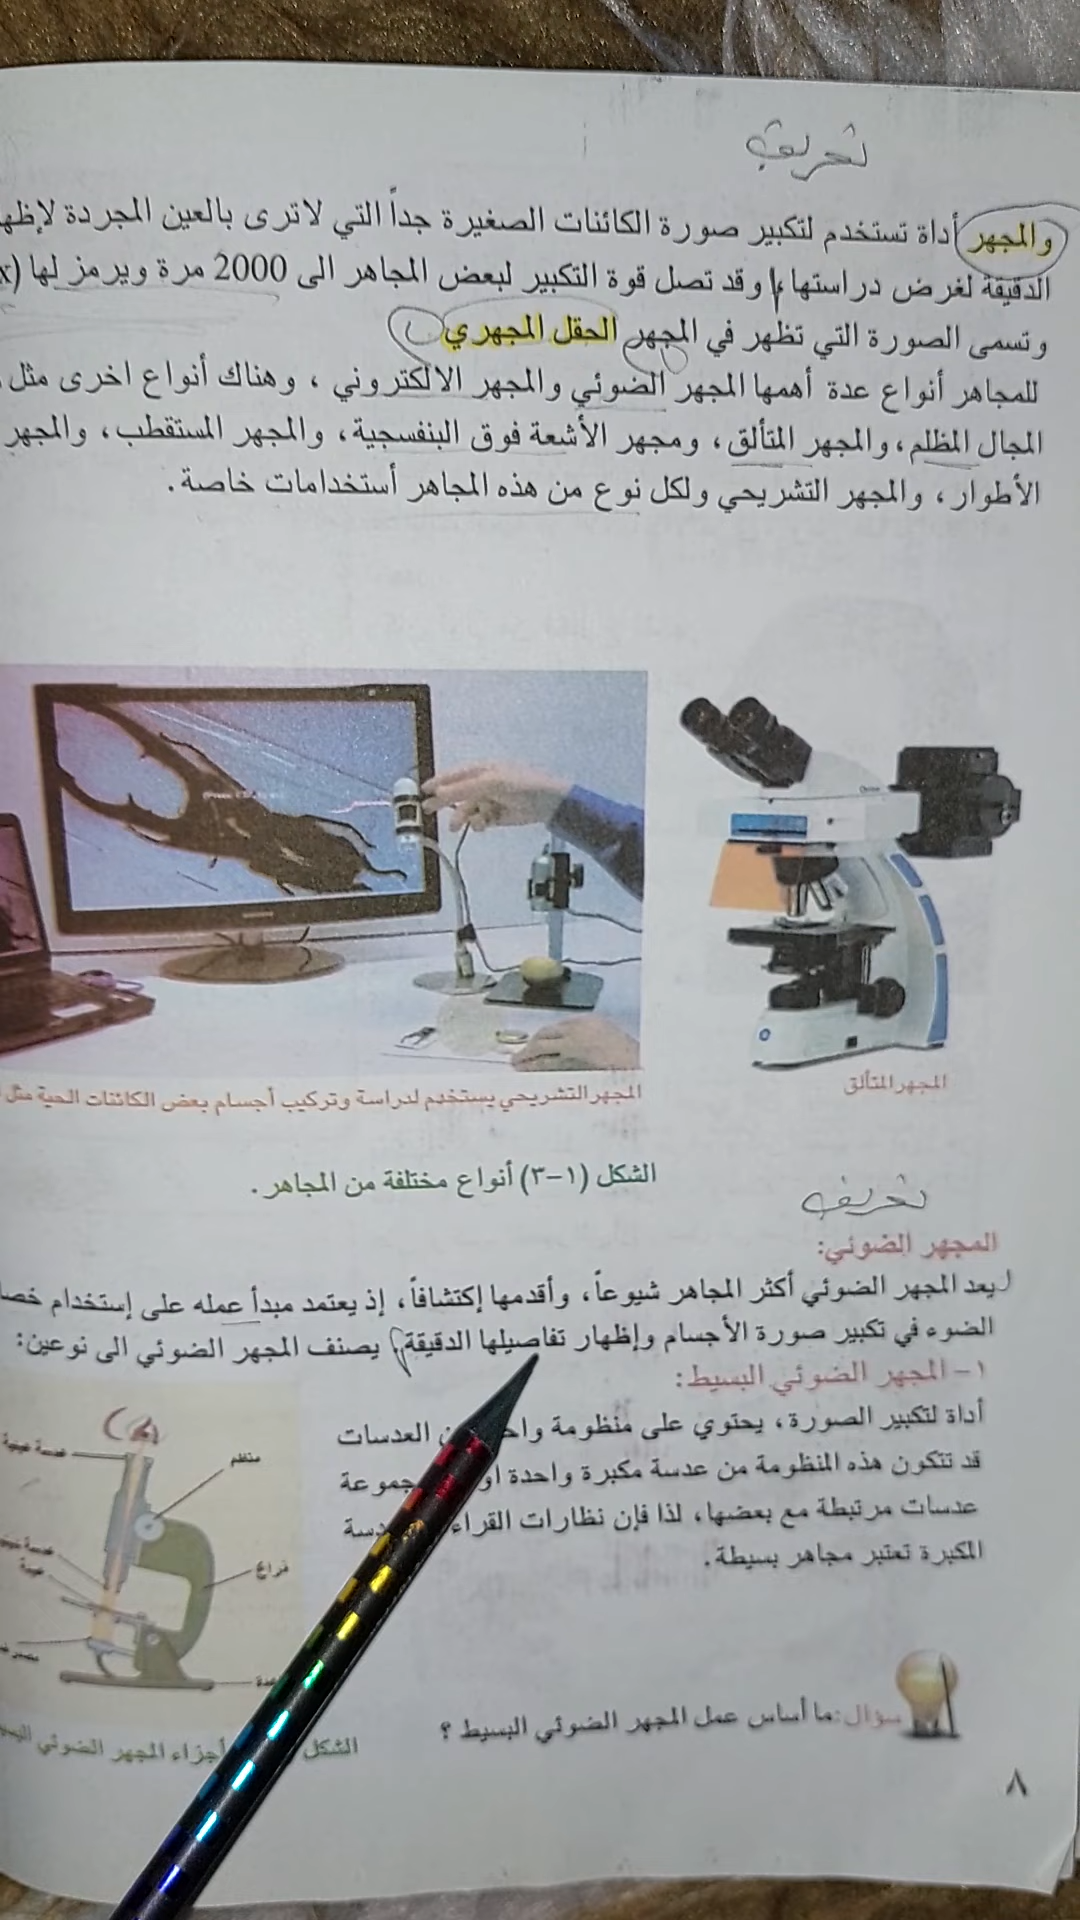 تعريف
والمجهر أداة تستخدم لتكبير صورة الكائنات الصغيرة جداً التي لاترى بالعين المجردة
الدقيقة لغرض دراستها، وقد تصل قوة التكبير لبعض المجاهر الى 2000 مرة ويرمز لها (x
وتسمى الصورة التي تظهر في المجهر الحقل المجهري
للمجاهر أنواع عدة أهمها المجهر الضوئي والمجهر الالكتروني ، وهناك أنواع اخرى مثل
المجال المظلم، والمجهر المتألق، ومجهر الأشعة فوق البنفسجية، والمجهر المستقطب، والمجهر
الأطوار، والمجهر التشريحي ولكل نوع من هذه المجاهر أستخدامات خاصة.
المجهر المتألق
المجهر التشريحي يستخدم لدراسة وتركيب أجسام بعض الكائنات الحية مثل
الشكل (١-٣) أنواع مختلفة من المجاهر.
تعريف
المجهر الضوئي:
يعد المجهر الضوئي أكثر المجاهر شيوعاً، وأقدمها إكتشافاً، إذ يعتمد مبدأ عمله على إستخدام
الضوء في تكبير صورة الأجسام وإظهار تفاصيلها الدقيقة، يصنف المجهر الضوئي الى نوعين:
١- المجهر الضوئي البسيط:
أداة لتكبير الصورة، يحتوي على منظومة العدسات
قد تتكون هذه المنظومة من عدسة مكبرة واحدة
عدسات مرتبطة مع بعضها، لذا فإن نظارات
المكبرة تعتبر مجاهر بسيطة.
منظم
ذراع
سؤال: ما أساس عمل المجهر الضوئي البسيط ؟
الشكل أجزاء المجهر الضوئي
٨